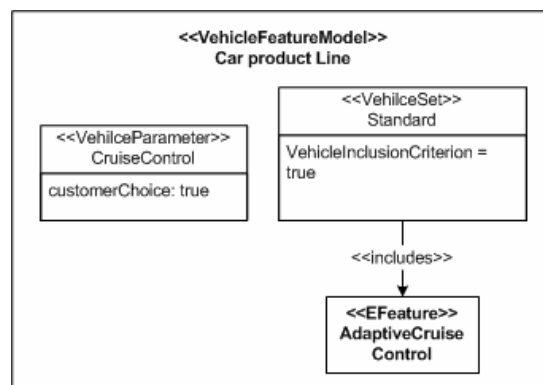 <<VehicleFeatureModel>>
Car product Line
<<VehilceParameter>>
CruiseControl
customerChoice: true
<<VehilceSet>>
Standard
VehicleInclusionCriterion =
true
<<includes>>
<<EFeature>>
AdaptiveCruise
Control